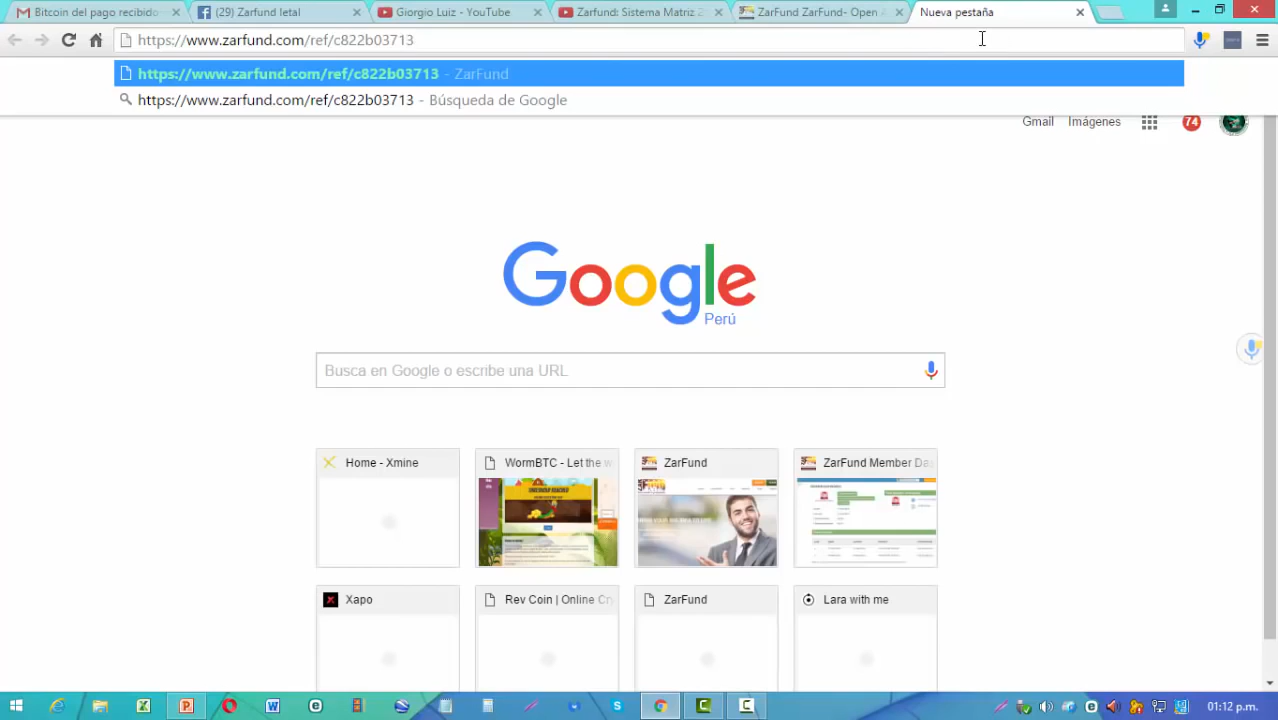 Bitcoin del pago recibido
(29) Zarfund letal
Giorgio Luiz - YouTube
Zarfund: Sistema Matriz 2
ZarFund ZarFund- Open A
Nueva pestaña
https://www.zarfund.com/ref/c822b03713
https://www.zarfund.com/ref/c822b03713 - ZarFund
https://www.zarfund.com/ref/c822b03713 - Búsqueda de Google
Gmail Imágenes 74
Google
Perú
Busca en Google o escribe una URL
Home - Xmine
WormBTC - Let the w
ZarFund
ZarFund Member Das
Xapo
Rev Coin | Online Cry
ZarFund
Lara with me
01:12 p.m.